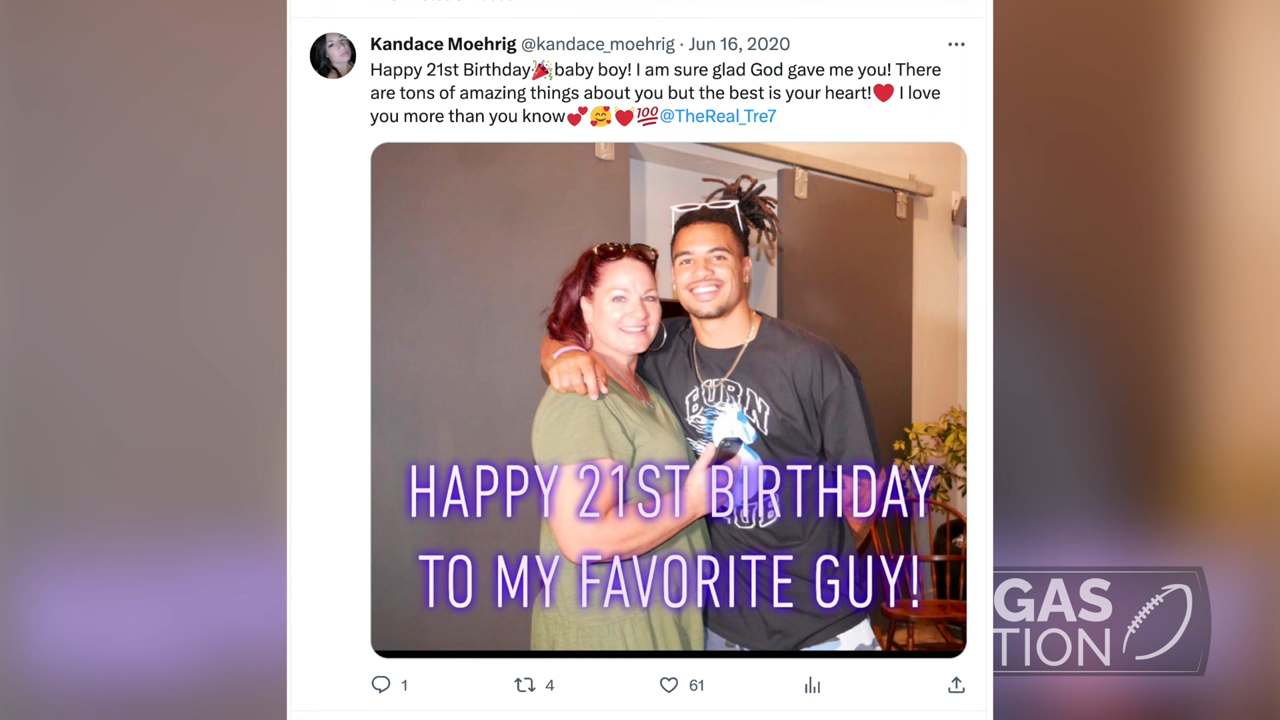 Kandace Moehrig @kandace_moehrig · Jun 16, 2020
Happy 21st Birthday🎉baby boy! I am sure glad God gave me you! There
are tons of amazing things about you but the best is your heart!❤️ I love
you more than you know💕🥰💓💯@TheReal_Tre7
BURN
HAPPY 21ST BIRTHDAY
TO MY FAVORITE GUY!
GAS
TION
1
4
61